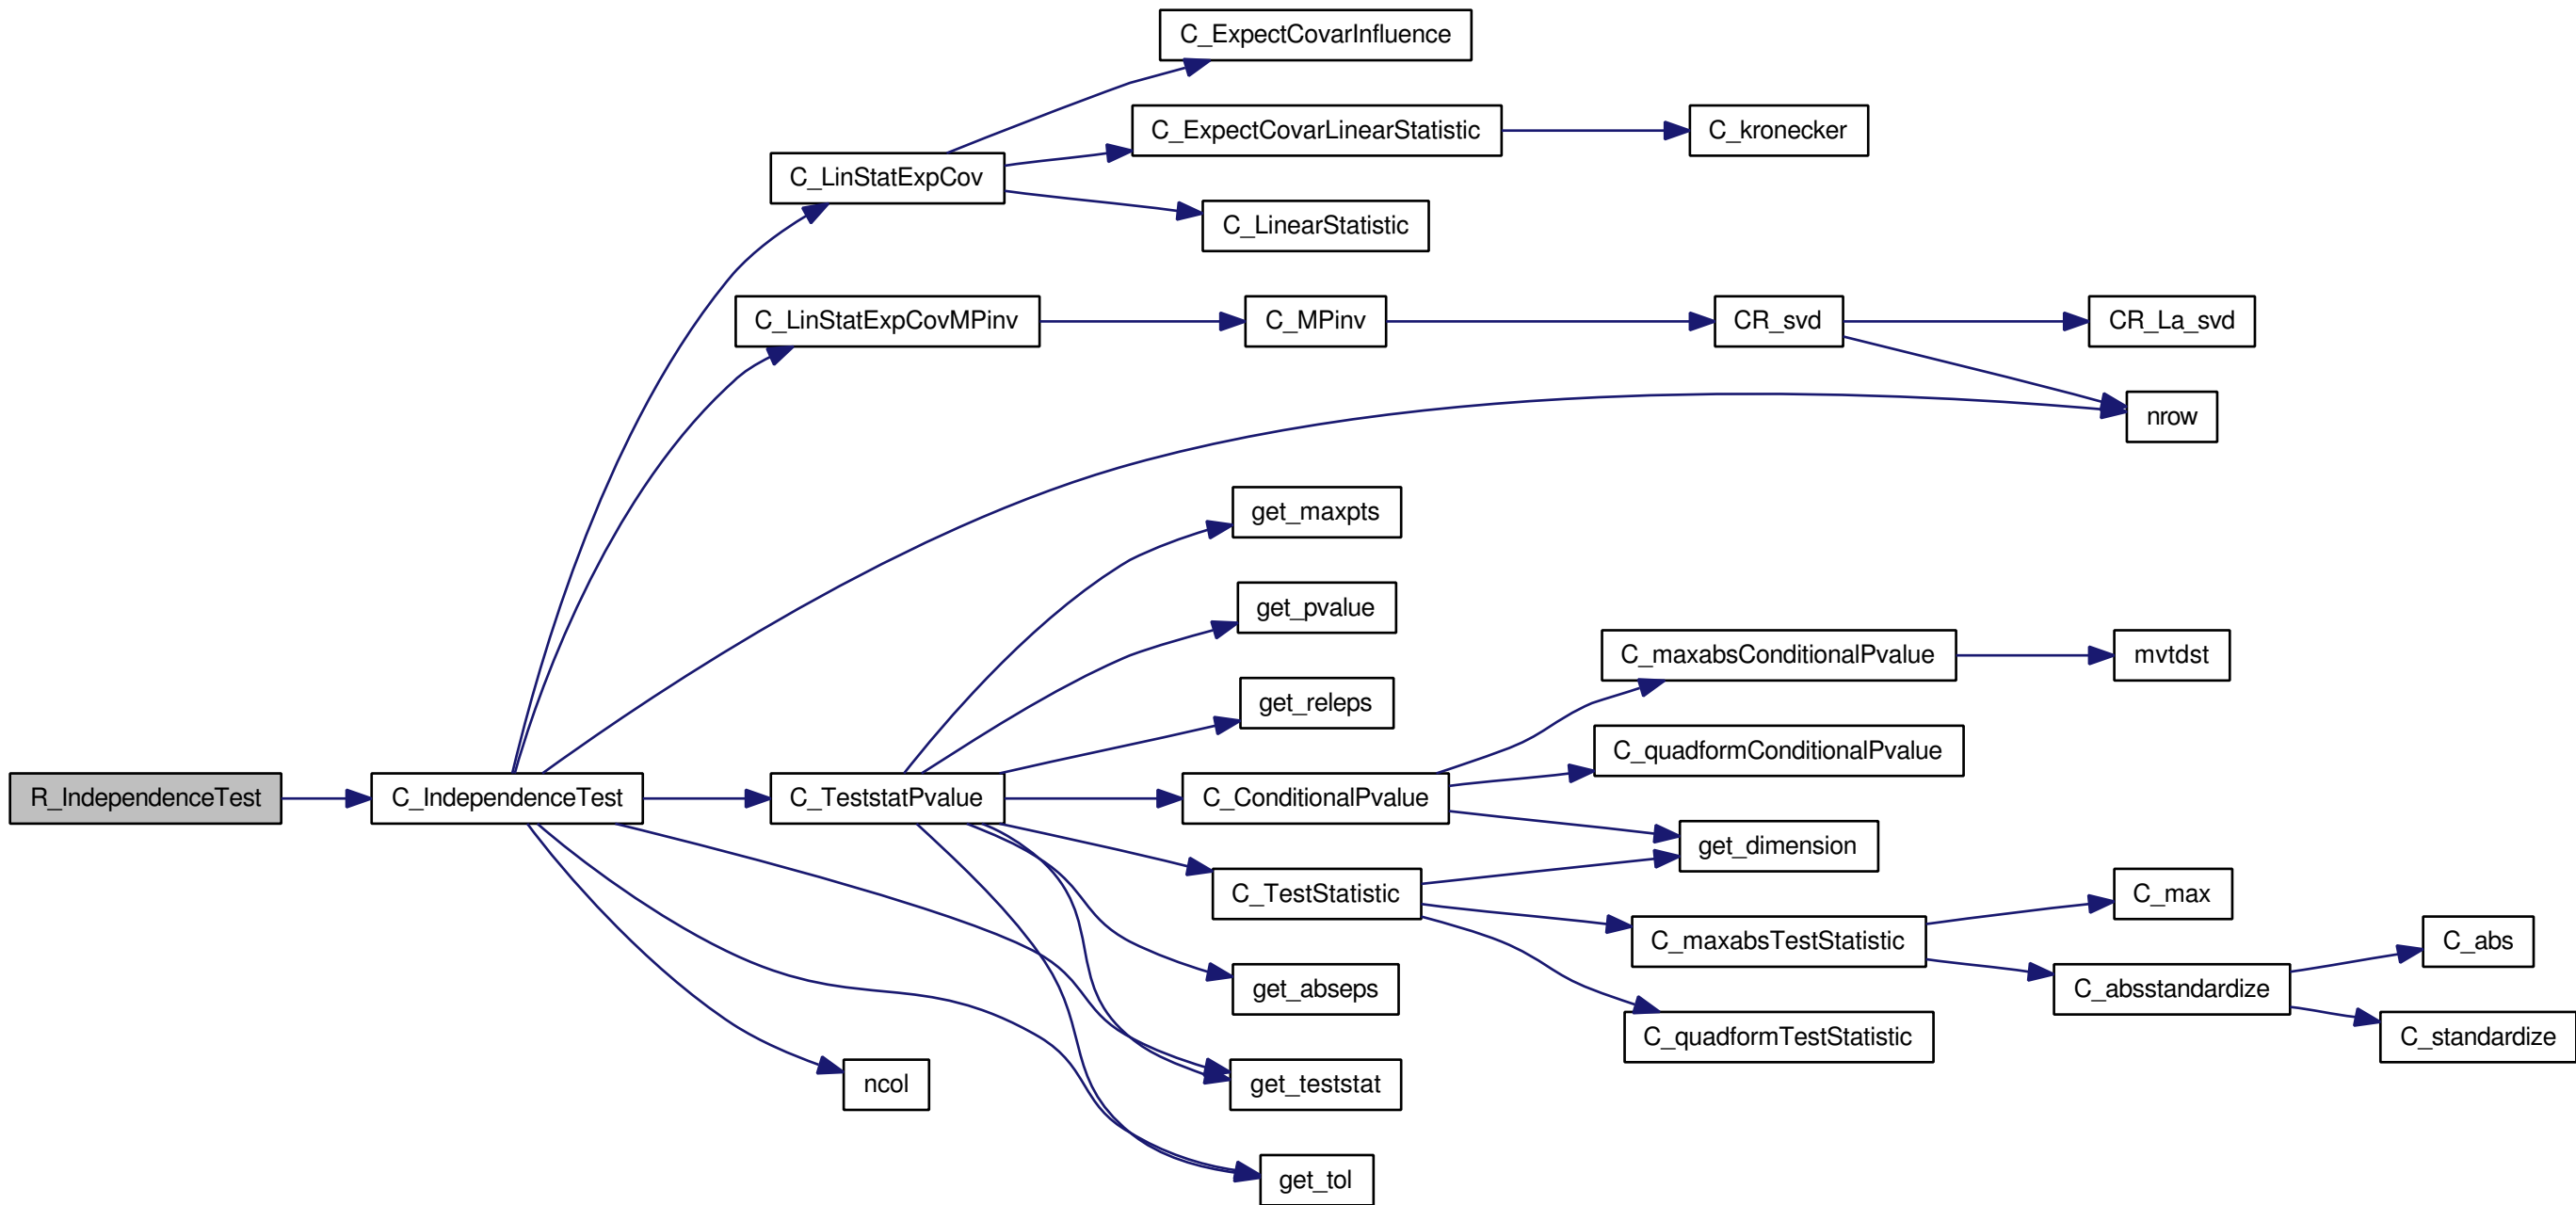 C_ExpectCovarInfluence
C_ExpectCovarLinearStatistic
C_kronecker
C_LinStatExpCov
C_LinearStatistic
C_LinStatExpCovMPinv
C_MPinv
CR_svd
CR_La_svd
nrow
get_maxpts
get_pvalue
C_maxabsConditionalPvalue
mvtdst
get_releps
C_quadformConditionalPvalue
R_IndependenceTest
C_IndependenceTest
C_TeststatPvalue
C_ConditionalPvalue
get_dimension
C_TestStatistic
C_max
C_maxabsTestStatistic
C_abs
get_abseps
C_absstandardize
C_quadformTestStatistic
C_standardize
ncol
get_teststat
get_tol